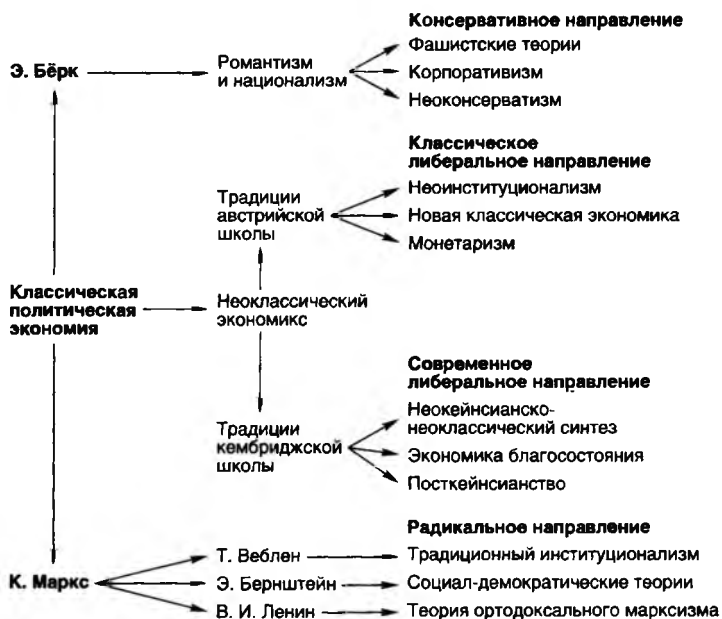 Консервативное направление
Э. Бёрк
Романтизм
и национализм
Фашистские теории
Корпоративизм
Неоконсерватизм
Классическое
либеральное направление
Традиции
австрийской
школы
Неоинституционализм
Новая классическая экономика
Монетаризм
Классическая
политическая
экономия
Неоклассический
экономикс
Современное
либеральное направление
Традиции
кембриджской
школы
Неокейнсианско-
неоклассический синтез
Экономика благосостояния
Посткейнсианство
Радикальное направление
К. Маркс
Т. Веблен
Традиционный институционализм
Э. Бернштейн
Социал-демократические теории
В. И. Ленин
Теория ортодоксального марксизма